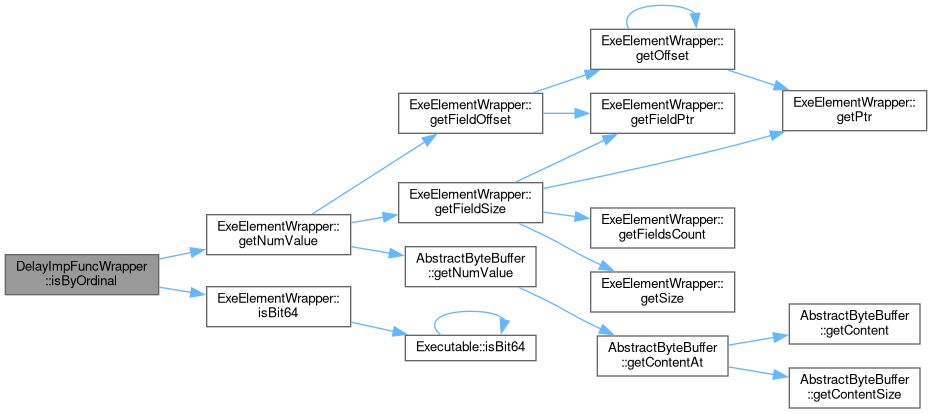 DelayImpFuncWrapper
::isByOrdinal
ExeElementWrapper::
getNumValue
ExeElementWrapper::
isBit64
ExeElementWrapper::
getFieldOffset
ExeElementWrapper::
getFieldSize
AbstractByteBuffer
::getNumValue
Executable::isBit64
ExeElementWrapper::
getOffset
ExeElementWrapper::
getFieldPtr
ExeElementWrapper::
getFieldsCount
ExeElementWrapper::
getSize
AbstractByteBuffer
::getContentAt
ExeElementWrapper::
getPtr
AbstractByteBuffer
::getContent
AbstractByteBuffer
::getContentSize